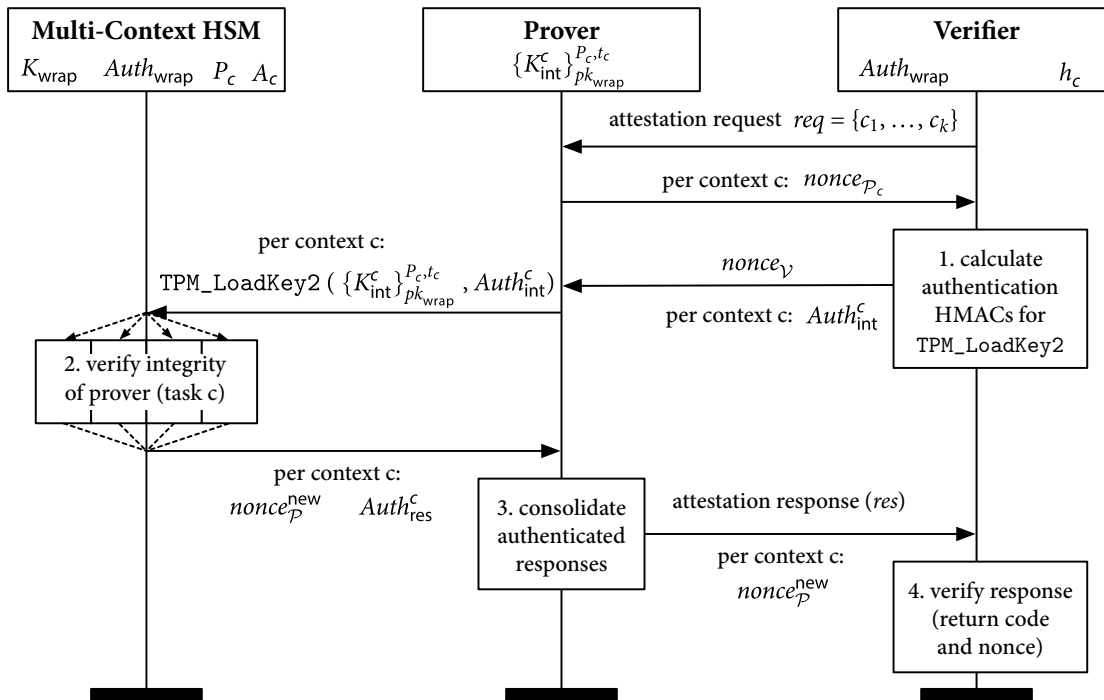 Multi-Context HSM
K_wrap Auth_wrap P_c A_c
Prover
{K^c_int}^{P_c,t_c}_{pk_wrap}
Verifier
Auth_wrap h_c
attestation request req = {c_1, …, c_k}
per context c: nonce_{𝒫_c}
1. calculate
authentication
HMACs for
TPM_LoadKey2
nonce_𝒱
per context c: Auth^c_int
per context c:
TPM_LoadKey2 ( {K^c_int}^{P_c,t_c}_{pk_wrap} , Auth^c_int)
2. verify integrity
of prover (task c)
per context c:
nonce^new_𝒫 Auth^c_res
3. consolidate
authenticated
responses
attestation response (res)
per context c:
nonce^new_𝒫
4. verify response
(return code
and nonce)